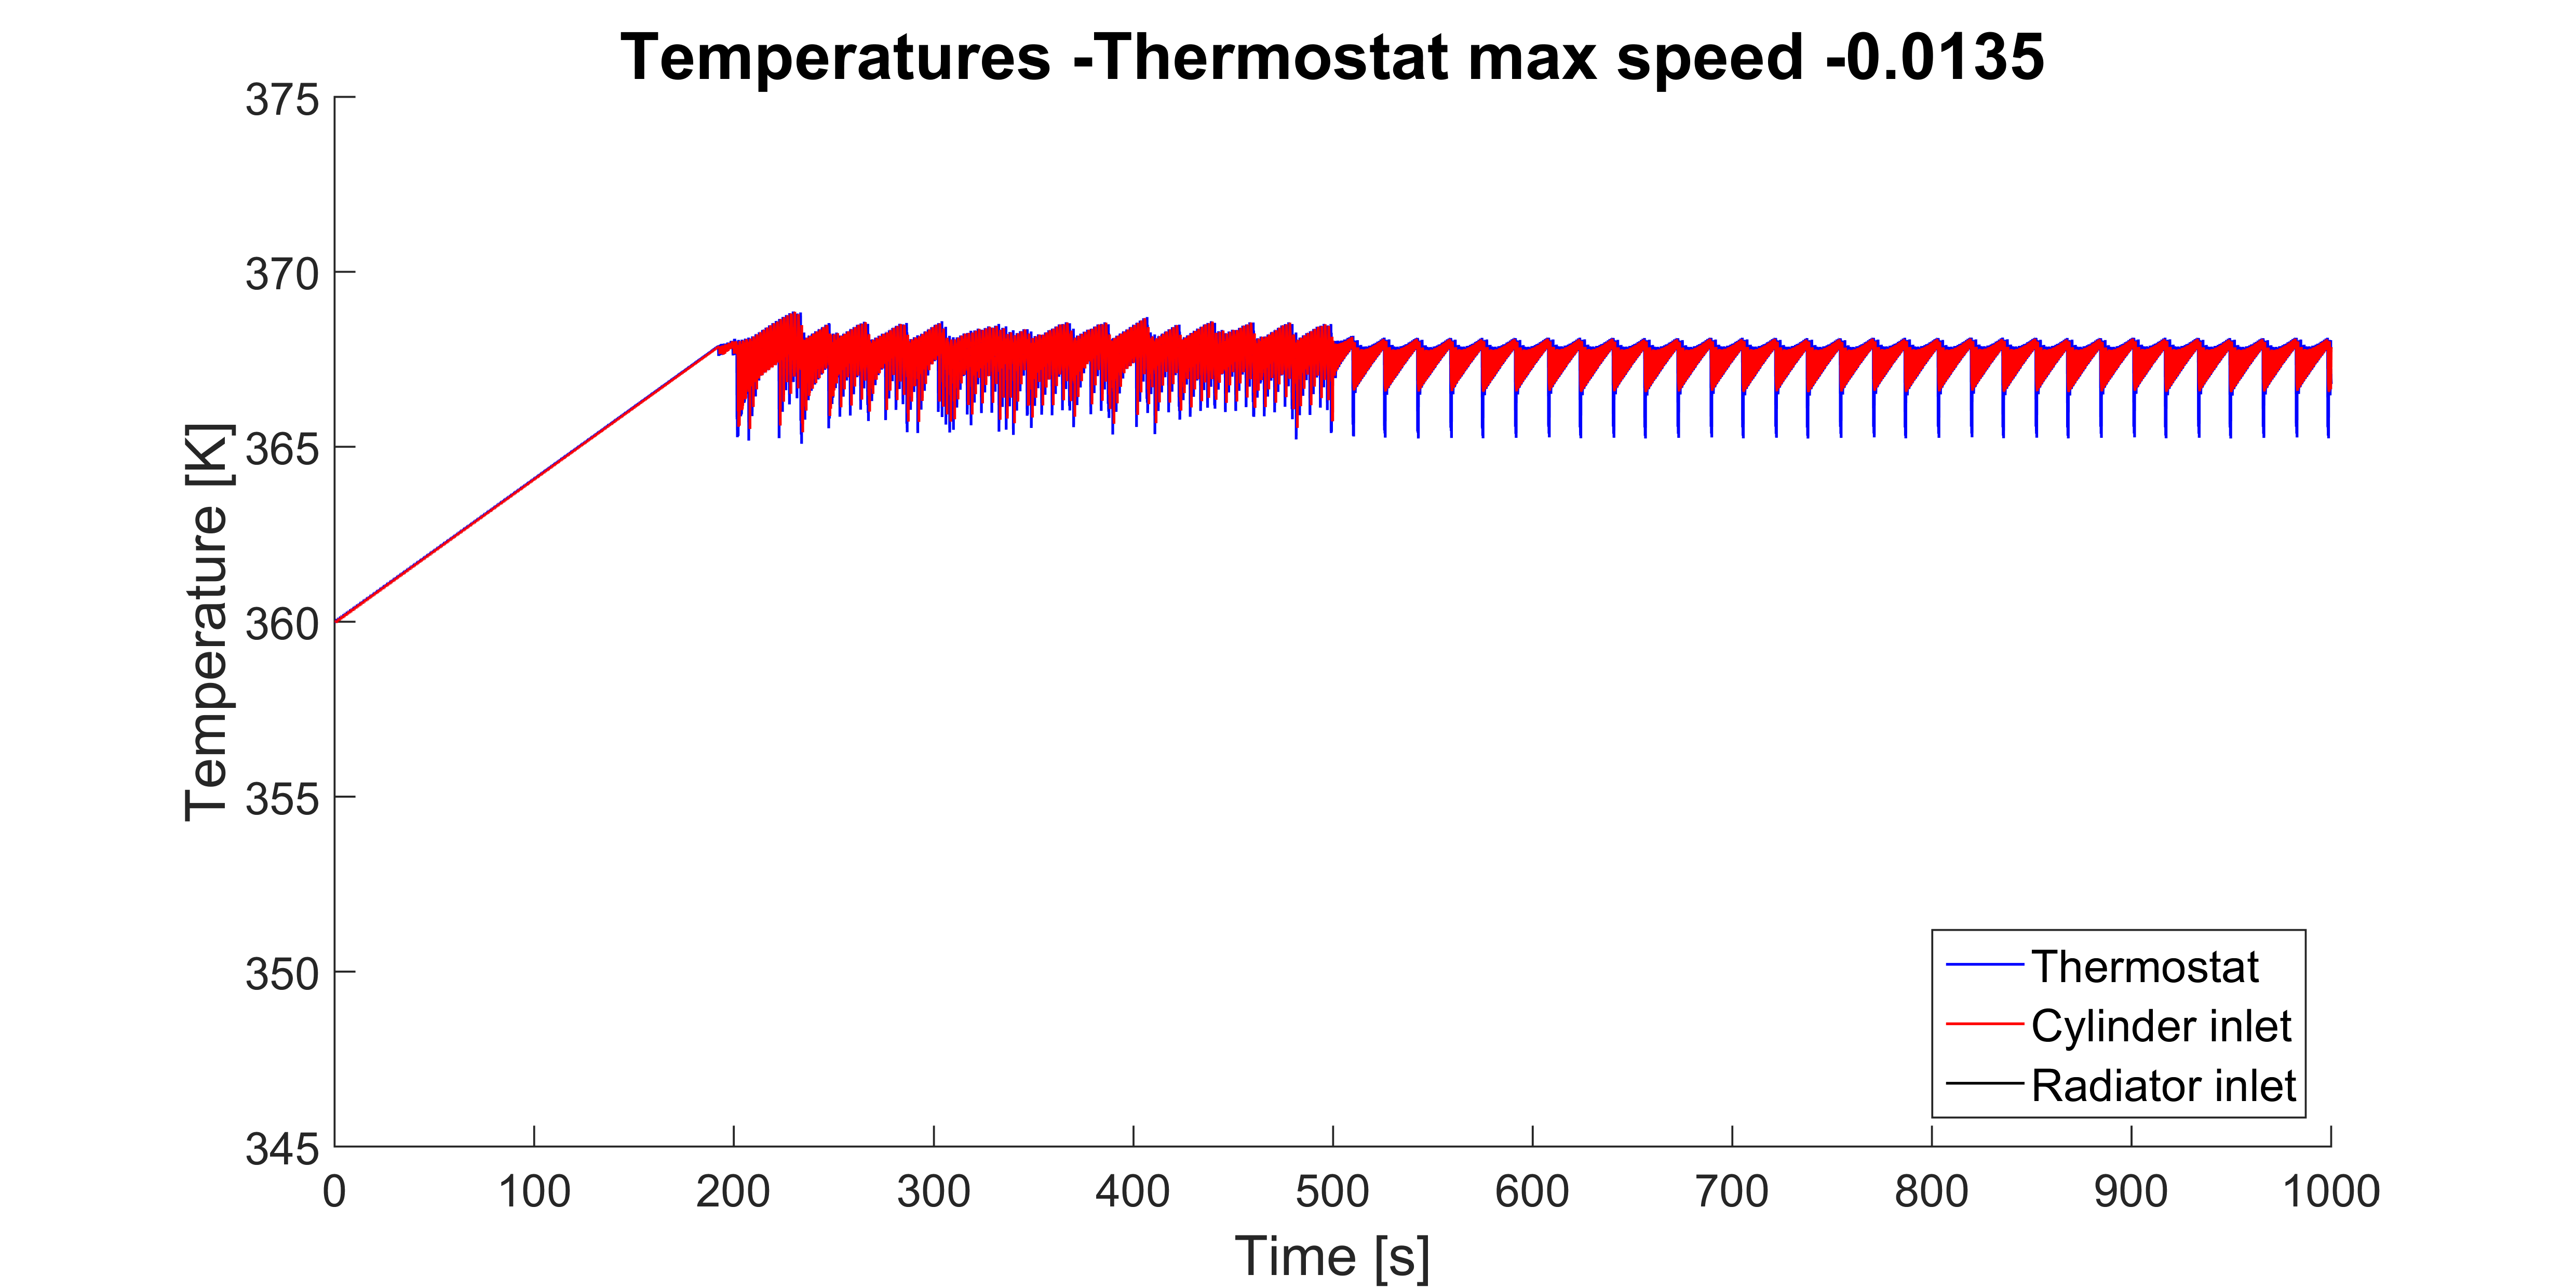 Temperatures -Thermostat max speed -0.0135
375
370
365
360
355
350
345
Temperature [K]
0 100 200 300 400 500 600 700 800 900 1000
Time [s]
Thermostat
Cylinder inlet
Radiator inlet